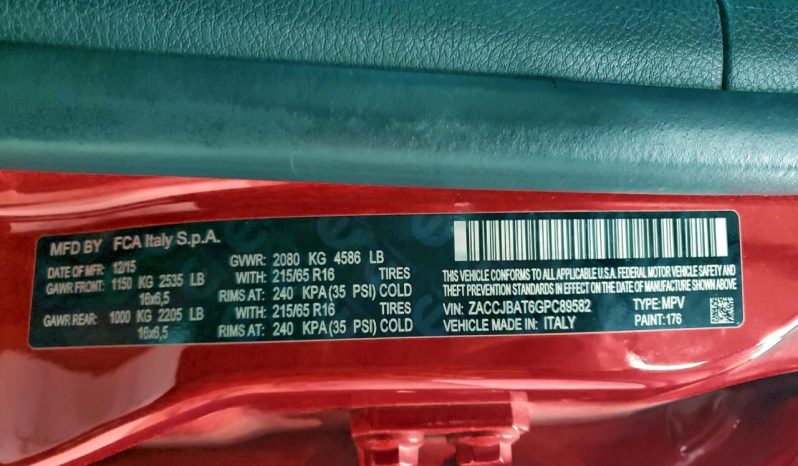 MFD BY FCA Italy S.p.A.
DATE OF MFR: 12/15 GVWR: 2080 KG 4586 LB
GAWR FRONT: 1150 KG 2535 LB WITH: 215/65 R16 TIRES
16x6,5 RIMS AT: 240 KPA(35 PSI) COLD
GAWR REAR: 1000 KG 2205 LB WITH: 215/65 R16 TIRES
16x6,5 RIMS AT: 240 KPA(35 PSI) COLD
THIS VEHICLE CONFORMS TO ALL APPLICABLE U.S.A. FEDERAL MOTOR VEHICLE SAFETY AND
THEFT PREVENTION STANDARDS IN EFFECT ON THE DATE OF MANUFACTURE SHOWN ABOVE
VIN: ZACCJBAT6GPC89582 TYPE: MPV
VEHICLE MADE IN: ITALY PAINT: 176